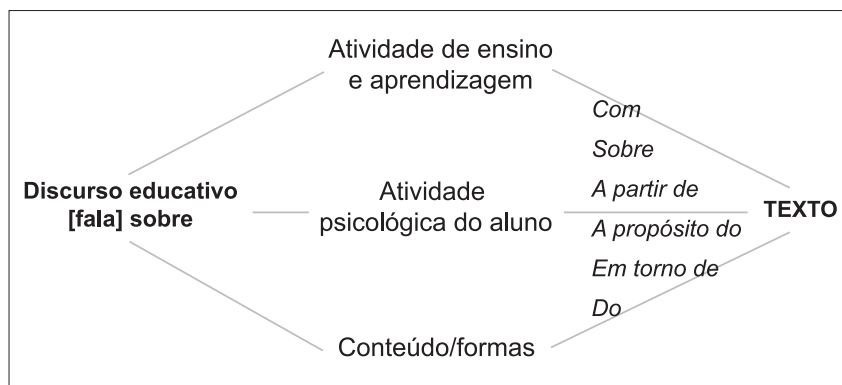 Atividade de ensino
e aprendizagem
Discurso educativo
[fala] sobre
Atividade
psicológica do aluno
Conteúdo/formas
Com
Sobre
A partir de
A propósito do
Em torno de
Do
TEXTO